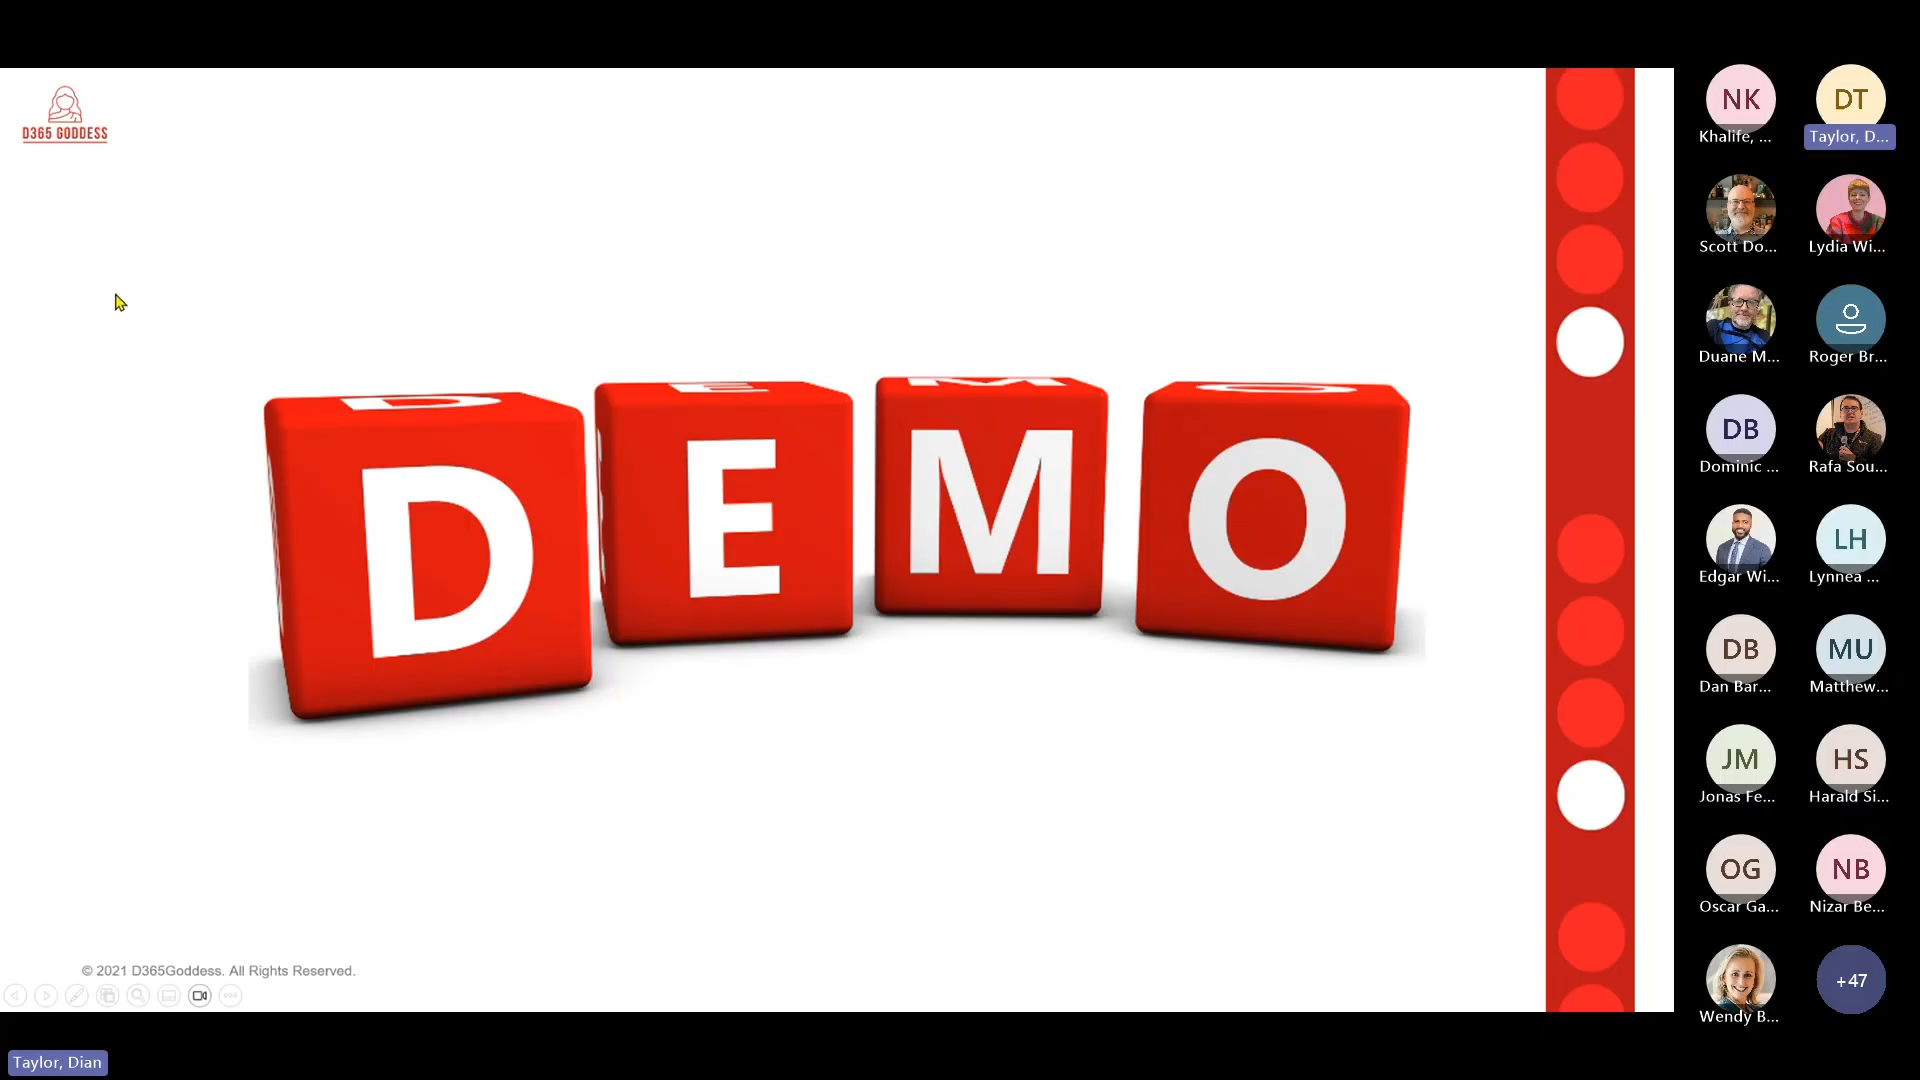 D365 GODDESS
D E M O
D E M O
© 2021 D365Goddess. All Rights Reserved.
Taylor, Dian
NK
Khalife, ...
DT
Taylor, D...
Scott Do...
Lydia Wi...
Duane M...
Roger Br...
DB
Dominic ...
Rafa Sou...
Edgar Wi...
LH
Lynnea ...
DB
Dan Bar...
MU
Matthew...
JM
Jonas Fe...
HS
Harald Si...
OG
Oscar Ga...
NB
Nizar Be...
Wendy B...
+47